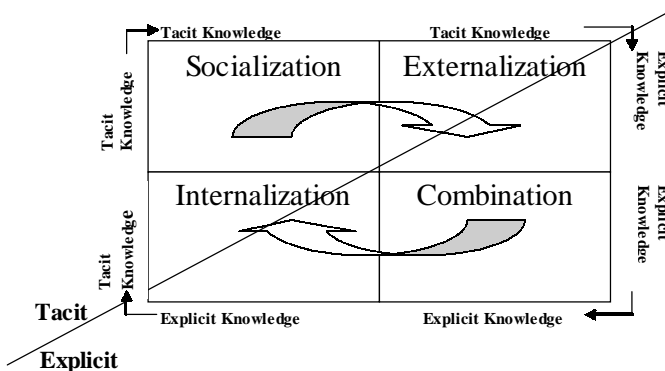 Tacit Knowledge
Tacit Knowledge
Socialization
Externalization
Tacit
Knowledge
Explicit
Knowledge
Internalization
Combination
Tacit
Knowledge
Explicit
Knowledge
Explicit Knowledge
Explicit Knowledge
Tacit
Explicit